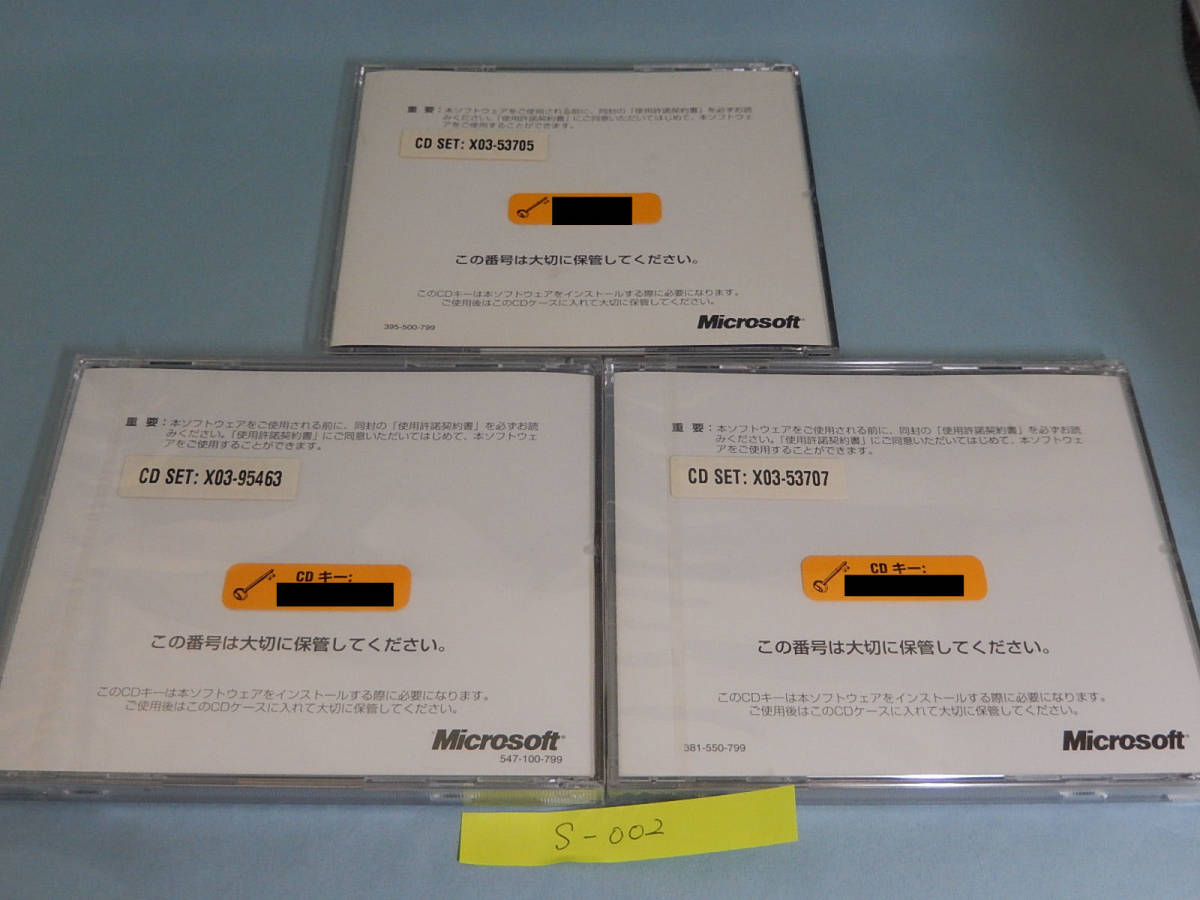 重 要：本ソフトウェアをご使用される前に、同封の「使用許諾契約書」を必ずお読
みください。「使用許諾契約書」にご同意いただいてはじめて、本ソフトウェ
アをご使用することができます。
CD SET: X03-53705
この番号は大切に保管してください。
このCDキーは本ソフトウェアをインストールする際に必要になります。
ご使用後はこのCDケースに入れて大切に保管してください。
395-500-799
Microsoft
重 要：本ソフトウェアをご使用される前に、同封の「使用許諾契約書」を必ずお読
みください。「使用許諾契約書」にご同意いただいてはじめて、本ソフトウェ
アをご使用することができます。
CD SET: X03-95463
CD キー:
この番号は大切に保管してください。
このCDキーは本ソフトウェアをインストールする際に必要になります。
ご使用後はこのCDケースに入れて大切に保管してください。
Microsoft
547-100-799
重 要：本ソフトウェアをご使用される前に、同封の「使用許諾契約書」を必ずお読
みください。「使用許諾契約書」にご同意いただいてはじめて、本ソフトウェ
アをご使用することができます。
CD SET: X03-53707
CD キー:
この番号は大切に保管してください。
このCDキーは本ソフトウェアをインストールする際に必要になります。
ご使用後はこのCDケースに入れて大切に保管してください。
381-550-799
Microsoft
S-002